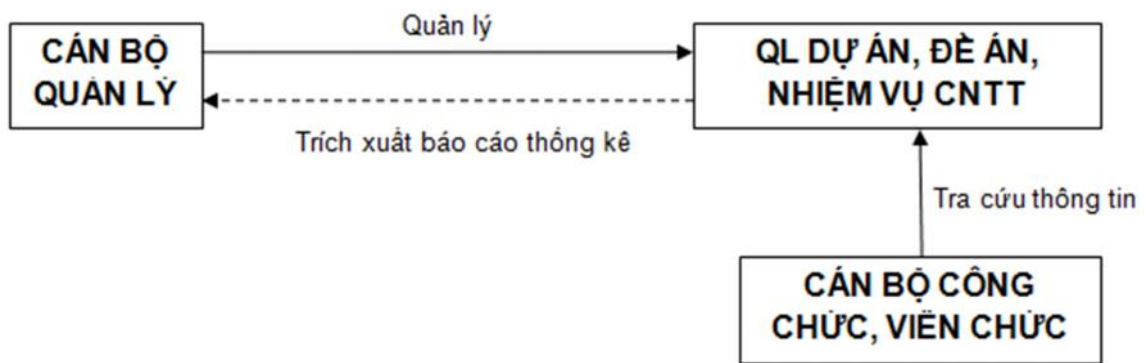 Quản lý
CÁN BỘ
QUẢN LÝ
QL DỰ ÁN, ĐỀ ÁN,
NHIỆM VỤ CNTT
Trích xuất báo cáo thống kê
Tra cứu thông tin
CÁN BỘ CÔNG
CHỨC, VIÊN CHỨC